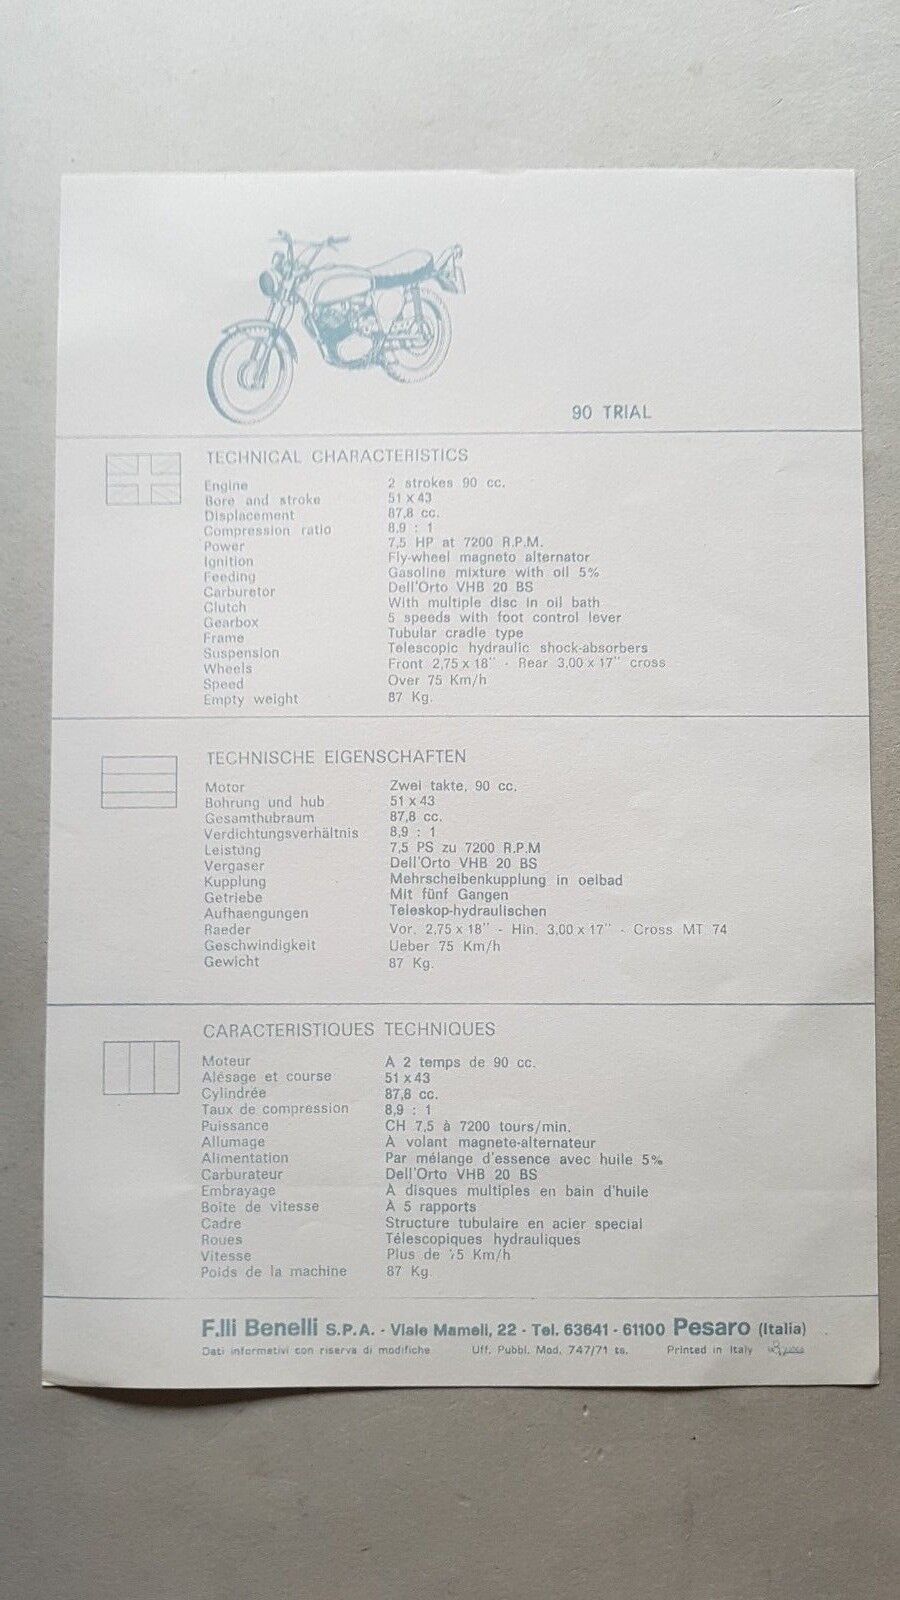 90 TRIAL
TECHNICAL CHARACTERISTICS
Engine 2 strokes 90 cc.
Bore and stroke 51 x 43
Displacement 87,8 cc.
Compression ratio 8,9 : 1
Power 7,5 HP at 7200 R.P.M.
Ignition Fly-wheel magneto alternator
Feeding Gasoline mixture with oil 5%
Carburetor Dell'Orto VHB 20 BS
Clutch With multiple disc in oil bath
Gearbox 5 speeds with foot control lever
Frame Tubular cradle type
Suspension Telescopic hydraulic shock-absorbers
Wheels Front 2,75 x 18" - Rear 3,00 x 17" cross
Speed Over 75 Km/h
Empty weight 87 Kg.
TECHNISCHE EIGENSCHAFTEN
Motor Zwei takte, 90 cc.
Bohrung und hub 51 x 43
Gesamthubraum 87,8 cc.
Verdichtungsverhältnis 8,9 : 1
Leistung 7,5 PS zu 7200 R.P.M
Vergaser Dell'Orto VHB 20 BS
Kupplung Mehrscheibenkupplung in oelbad
Getriebe Mit fünf Gangen
Aufhaengungen Teleskop-hydraulischen
Raeder Vor. 2,75 x 18" - Hin. 3,00 x 17" - Cross MT 74
Geschwindigkeit Ueber 75 Km/h
Gewicht 87 Kg.
CARACTERISTIQUES TECHNIQUES
Moteur A 2 temps de 90 cc.
Alésage et course 51 x 43
Cylindrée 87,8 cc.
Taux de compression 8,9 : 1
Puissance CH 7,5 à 7200 tours/min.
Allumage À volant magnete-alternateur
Alimentation Par mélange d'essence avec huile 5%
Carburateur Dell'Orto VHB 20 BS
Embrayage À disques multiples en bain d'huile
Boîte de vitesse À 5 rapports
Cadre Structure tubulaire en acier special
Roues Télescopiques hydrauliques
Vitesse Plus de 75 Km/h
Poids de la machine 87 Kg.
F.lli Benelli S.P.A. - Viale Mameli, 22 - Tel. 63641 - 61100 Pesaro (Italia)
Dati informativi con riserva di modifiche Uff. Pubbl. Mod. 747/71 ts. Printed in Italy